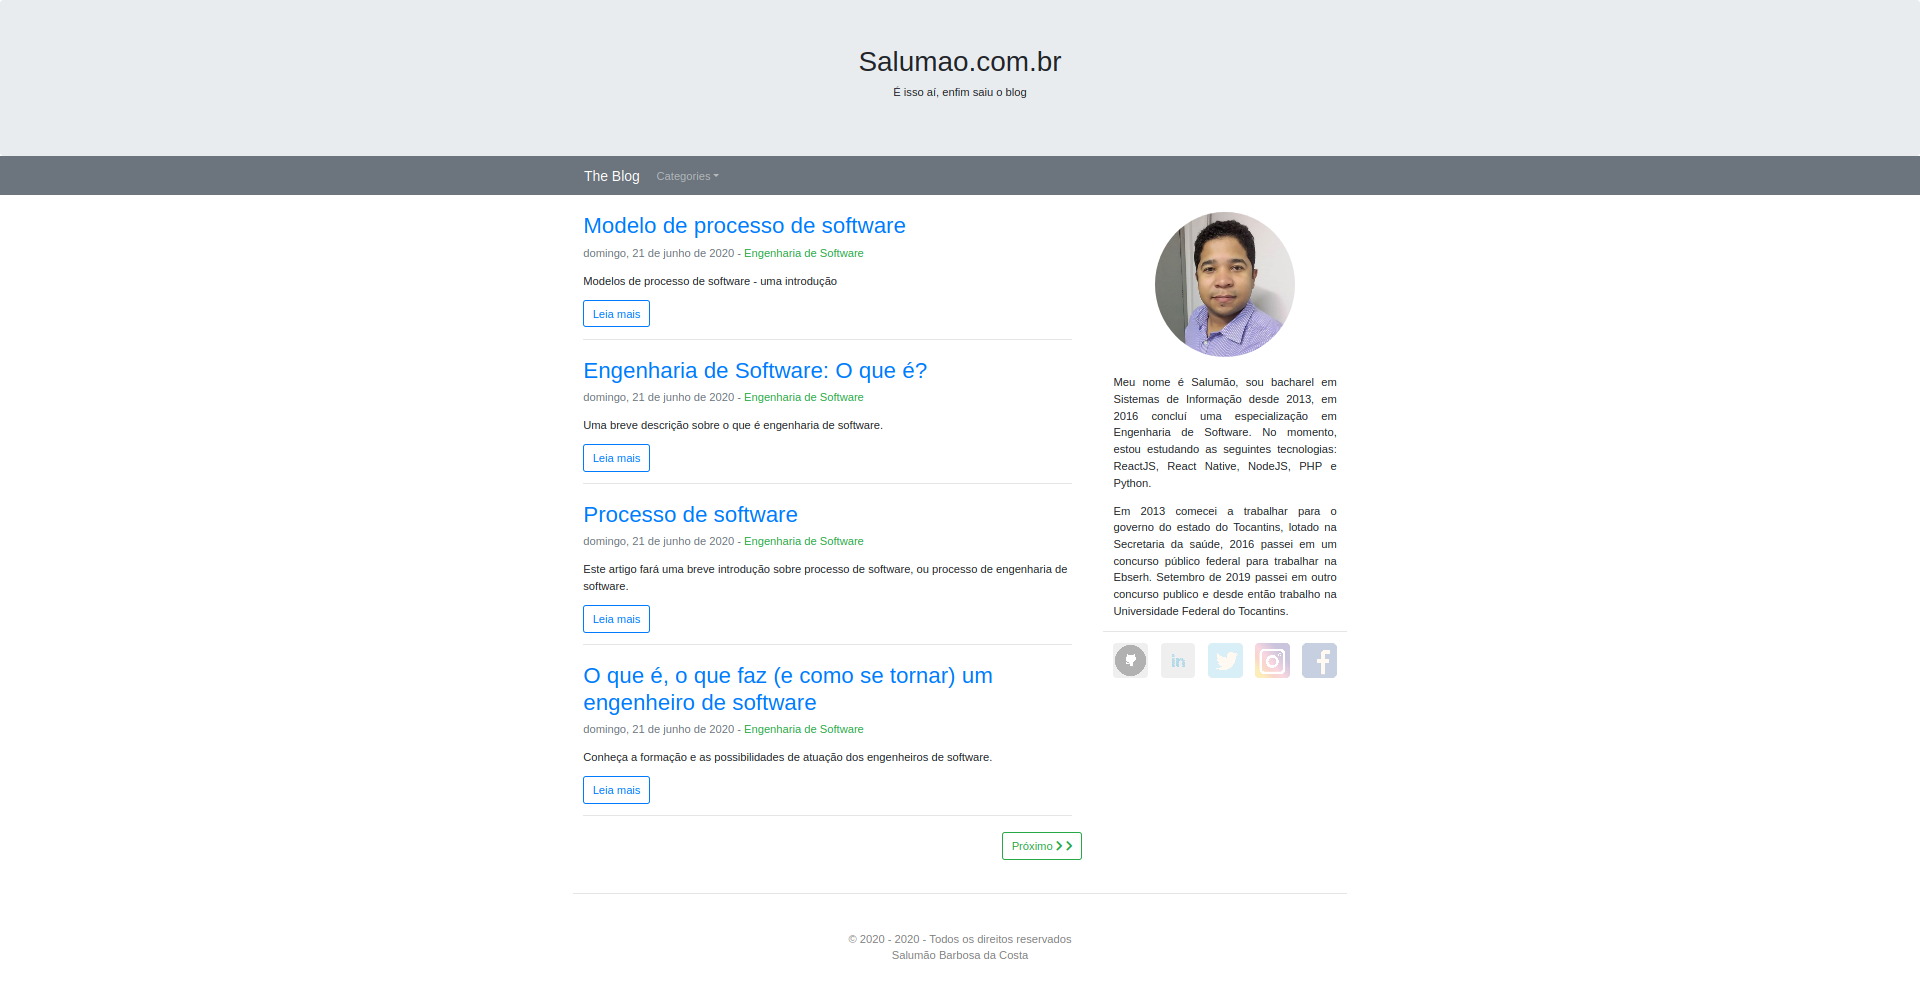 Salumao.com.br
É isso aí, enfim saiu o blog
The Blog
Categories
Modelo de processo de software
domingo, 21 de junho de 2020 - Engenharia de Software
Modelos de processo de software - uma introdução
Leia mais
Engenharia de Software: O que é?
domingo, 21 de junho de 2020 - Engenharia de Software
Uma breve descrição sobre o que é engenharia de software.
Leia mais
Processo de software
domingo, 21 de junho de 2020 - Engenharia de Software
Este artigo fará uma breve introdução sobre processo de software, ou processo de engenharia de
software.
Leia mais
O que é, o que faz (e como se tornar) um
engenheiro de software
domingo, 21 de junho de 2020 - Engenharia de Software
Conheça a formação e as possibilidades de atuação dos engenheiros de software.
Leia mais
Próximo
Meu nome é Salumão, sou bacharel em
Sistemas de Informação desde 2013, em
2016 concluí uma especialização em
Engenharia de Software. No momento,
estou estudando as seguintes tecnologias:
ReactJS, React Native, NodeJS, PHP e
Python.
Em 2013 comecei a trabalhar para o
governo do estado do Tocantins, lotado na
Secretaria da saúde, 2016 passei em um
concurso público federal para trabalhar na
Ebserh. Setembro de 2019 passei em outro
concurso publico e desde então trabalho na
Universidade Federal do Tocantins.
in
© 2020 - 2020 - Todos os direitos reservados
Salumão Barbosa da Costa